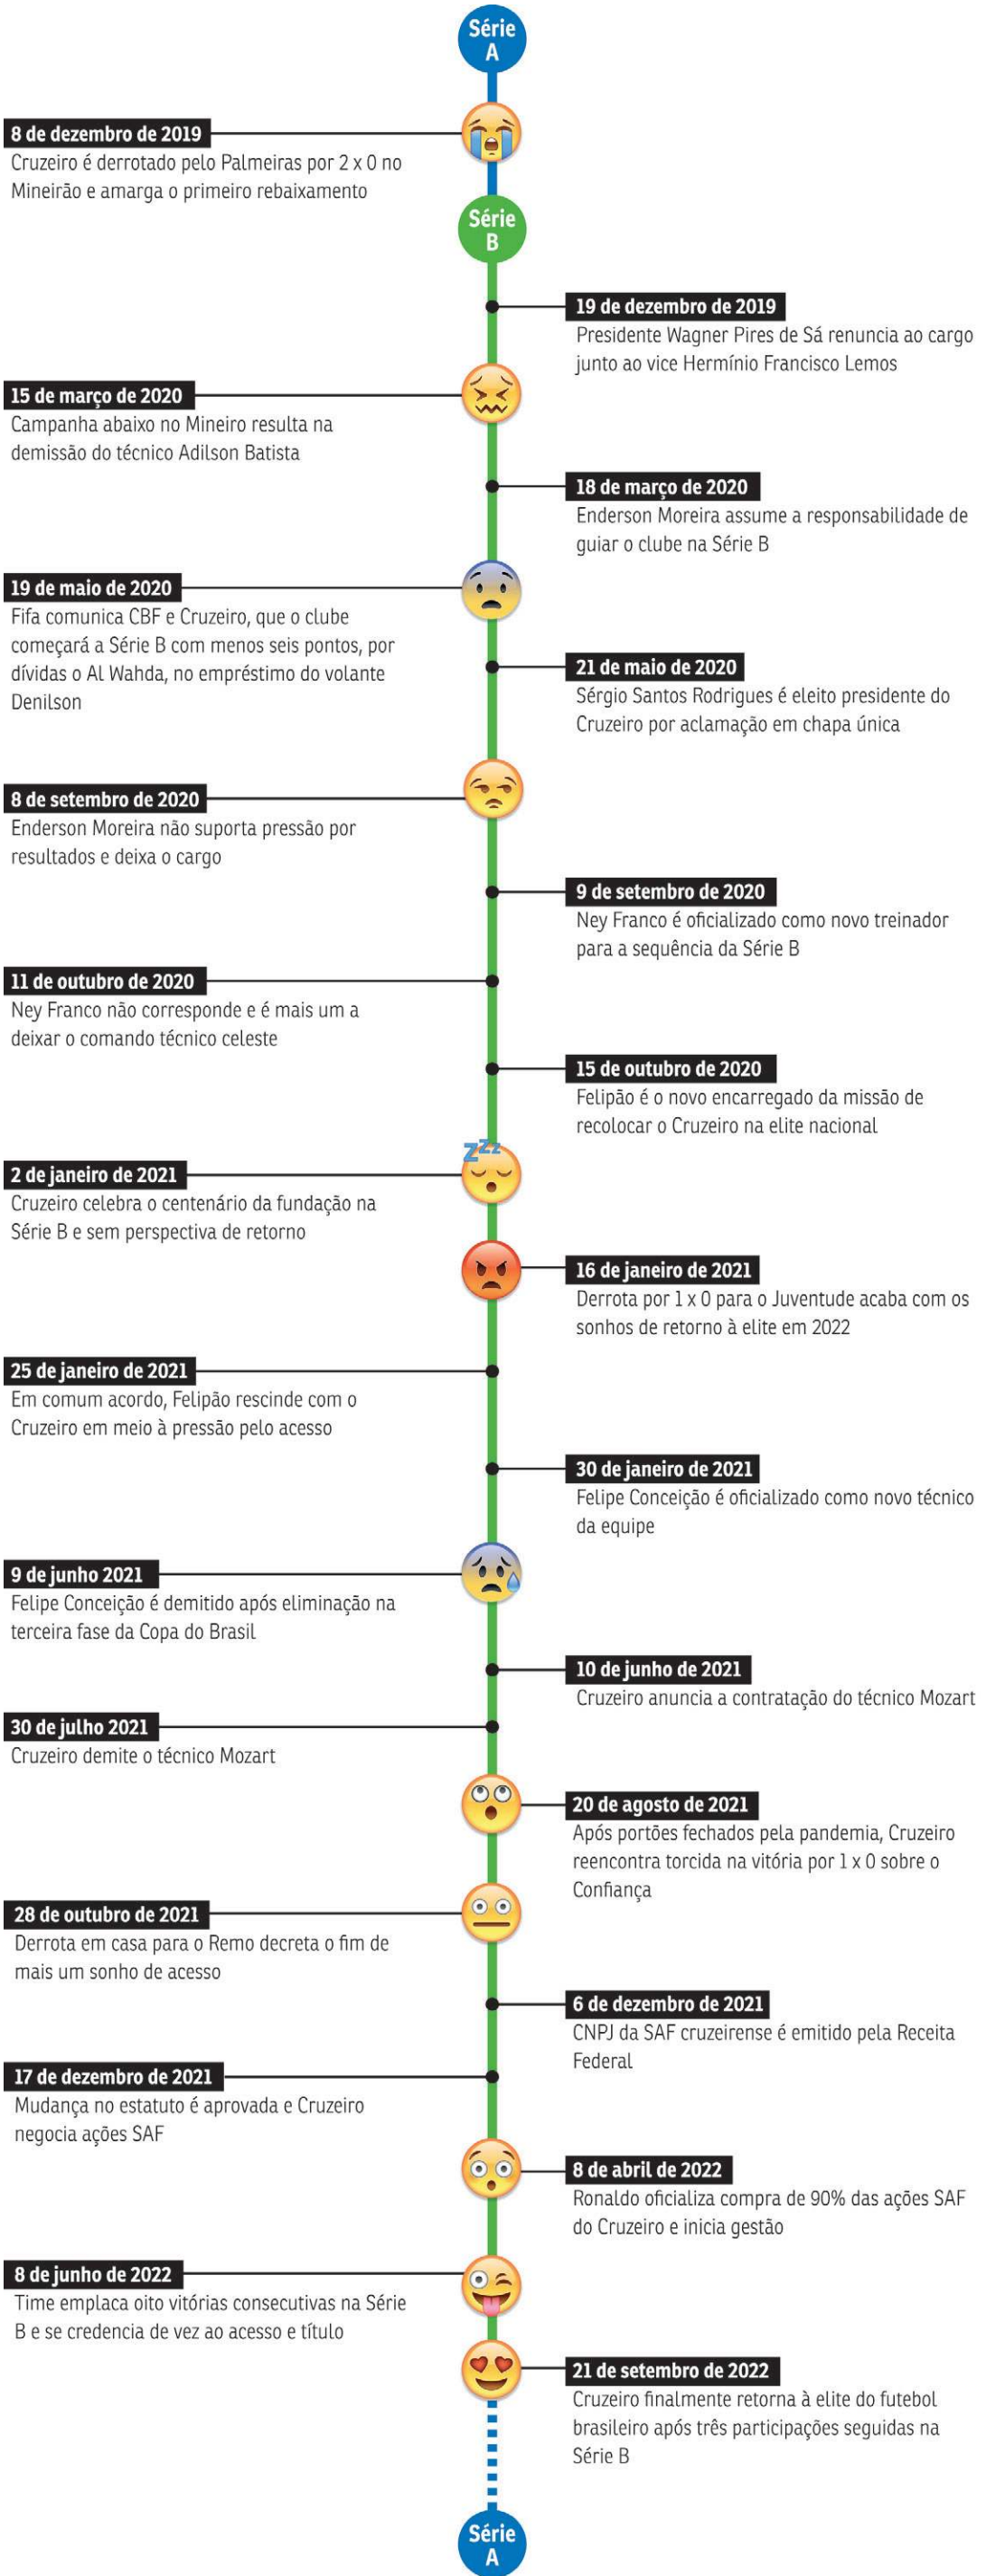 Série
A
8 de dezembro de 2019
Cruzeiro é derrotado pelo Palmeiras por 2 x 0 no
Mineirão e amarga o primeiro rebaixamento
Série
B
19 de dezembro de 2019
Presidente Wagner Pires de Sá renuncia ao cargo
junto ao vice Hermínio Francisco Lemos
15 de março de 2020
Campanha abaixo no Mineiro resulta na
demissão do técnico Adilson Batista
18 de março de 2020
Enderson Moreira assume a responsabilidade de
guiar o clube na Série B
19 de maio de 2020
Fifa comunica CBF e Cruzeiro, que o clube
começará a Série B com menos seis pontos, por
dívidas o Al Wahda, no empréstimo do volante
Denilson
21 de maio de 2020
Sérgio Santos Rodrigues é eleito presidente do
Cruzeiro por aclamação em chapa única
8 de setembro de 2020
Enderson Moreira não suporta pressão por
resultados e deixa o cargo
9 de setembro de 2020
Ney Franco é oficializado como novo treinador
para a sequência da Série B
11 de outubro de 2020
Ney Franco não corresponde e é mais um a
deixar o comando técnico celeste
15 de outubro de 2020
Felipão é o novo encarregado da missão de
recolocar o Cruzeiro na elite nacional
zzz
2 de janeiro de 2021
Cruzeiro celebra o centenário da fundação na
Série B e sem perspectiva de retorno
16 de janeiro de 2021
Derrota por 1 x 0 para o Juventude acaba com os
sonhos de retorno à elite em 2022
25 de janeiro de 2021
Em comum acordo, Felipão rescinde com o
Cruzeiro em meio à pressão pelo acesso
30 de janeiro de 2021
Felipe Conceição é oficializado como novo técnico
da equipe
9 de junho 2021
Felipe Conceição é demitido após eliminação na
terceira fase da Copa do Brasil
10 de junho de 2021
Cruzeiro anuncia a contratação do técnico Mozart
30 de julho 2021
Cruzeiro demite o técnico Mozart
20 de agosto de 2021
Após portões fechados pela pandemia, Cruzeiro
reencontra torcida na vitória por 1 x 0 sobre o
Confiança
28 de outubro de 2021
Derrota em casa para o Remo decreta o fim de
mais um sonho de acesso
6 de dezembro de 2021
CNPJ da SAF cruzeirense é emitido pela Receita
Federal
17 de dezembro de 2021
Mudança no estatuto é aprovada e Cruzeiro
negocia ações SAF
8 de abril de 2022
Ronaldo oficializa compra de 90% das ações SAF
do Cruzeiro e inicia gestão
8 de junho de 2022
Time emplaca oito vitórias consecutivas na Série
B e se credencia de vez ao acesso e título
21 de setembro de 2022
Cruzeiro finalmente retorna à elite do futebol
brasileiro após três participações seguidas na
Série B
Série
A